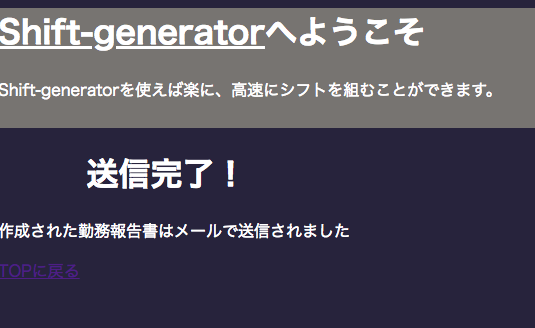 Shift-generatorへようこそ
Shift-generatorを使えば楽に、高速にシフトを組むことができます。
送信完了！
作成された勤務報告書はメールで送信されました
TOPに戻る